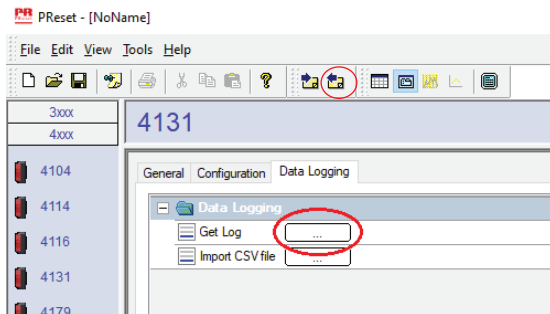 PR PReset - [NoName]
File Edit View Tools Help
3xxx
4xxx
4131
4104
4114
4116
4131
4179
General Configuration Data Logging
Data Logging
Get Log ...
Import CSV file ...